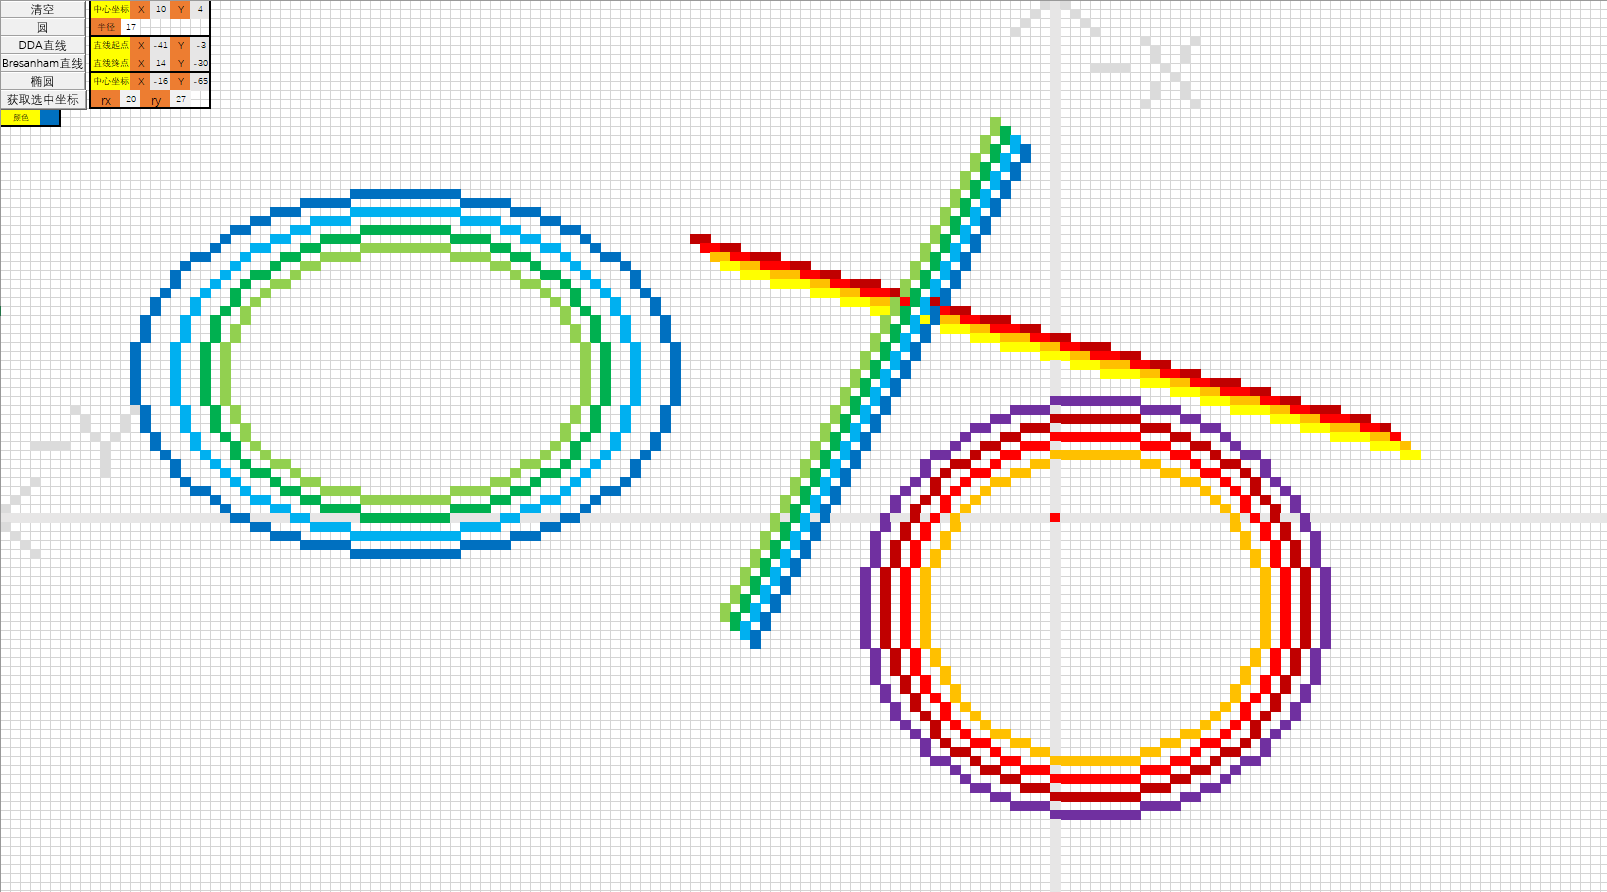 清空 中心坐标 X 10 Y 4
圆 半径 17
DDA直线 直线起点 X -41 Y -3
Bresanham直线 直线终点 X 14 Y -30
椭圆 中心坐标 X -16 Y -65
获取选中坐标 rx 20 ry 27
颜色
-X
-Y